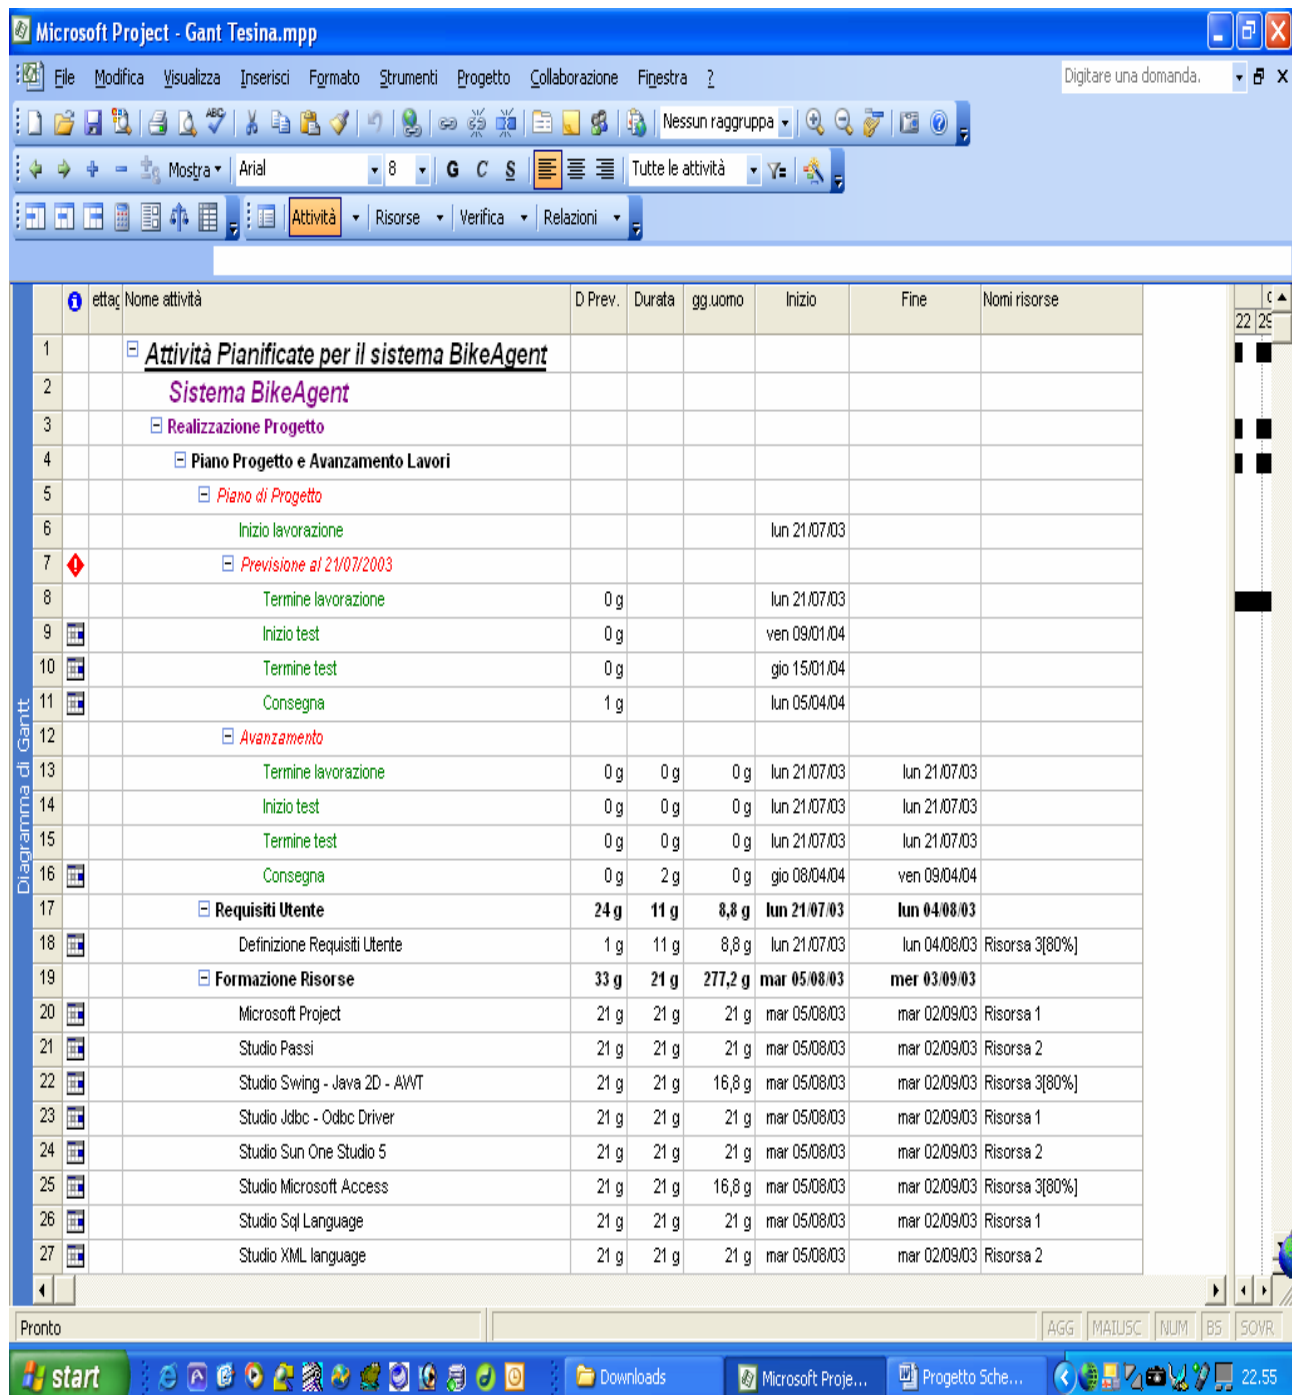 Microsoft Project - Gant Tesina.mpp
File Modifica Visualizza Inserisci Formato Strumenti Progetto Collaborazione Finestra ? Digitare una domanda.
Nessun raggruppa
Mostra Arial 8 G C S Tutte le attività
Attività Risorse Verifica Relazioni
ettag Nome attività D Prev. Durata gg.uomo Inizio Fine Nomi risorse
22 29
1 Attività Pianificate per il sistema BikeAgent
2 Sistema BikeAgent
3 Realizzazione Progetto
4 Piano Progetto e Avanzamento Lavori
5 Piano di Progetto
6 Inizio lavorazione lun 21/07/03
7 Previsione al 21/07/2003
8 Termine lavorazione 0 g lun 21/07/03
9 Inizio test 0 g ven 09/01/04
10 Termine test 0 g gio 15/01/04
11 Consegna 1 g lun 05/04/04
12 Avanzamento
13 Termine lavorazione 0 g 0 g 0 g lun 21/07/03 lun 21/07/03
14 Inizio test 0 g 0 g 0 g lun 21/07/03 lun 21/07/03
15 Termine test 0 g 0 g 0 g lun 21/07/03 lun 21/07/03
16 Consegna 0 g 2 g 0 g gio 08/04/04 ven 09/04/04
17 Requisiti Utente 24 g 11 g 8,8 g lun 21/07/03 lun 04/08/03
18 Definizione Requisiti Utente 1 g 11 g 8,8 g lun 21/07/03 lun 04/08/03 Risorsa 3[80%]
19 Formazione Risorse 33 g 21 g 277,2 g mar 05/08/03 mer 03/09/03
20 Microsoft Project 21 g 21 g 21 g mar 05/08/03 mar 02/09/03 Risorsa 1
21 Studio Passi 21 g 21 g 21 g mar 05/08/03 mar 02/09/03 Risorsa 2
22 Studio Swing - Java 2D - AWT 21 g 21 g 16,8 g mar 05/08/03 mar 02/09/03 Risorsa 3[80%]
23 Studio Jdbc - Odbc Driver 21 g 21 g 21 g mar 05/08/03 mar 02/09/03 Risorsa 1
24 Studio Sun One Studio 5 21 g 21 g 21 g mar 05/08/03 mar 02/09/03 Risorsa 2
25 Studio Microsoft Access 21 g 21 g 16,8 g mar 05/08/03 mar 02/09/03 Risorsa 3[80%]
26 Studio Sql Language 21 g 21 g 21 g mar 05/08/03 mar 02/09/03 Risorsa 1
27 Studio XML language 21 g 21 g 21 g mar 05/08/03 mar 02/09/03 Risorsa 2
Diagramma di Gantt
Pronto AGG MAIUSC NUM BS SOVR
start Downloads Microsoft Proje... Progetto Sche... 22.55